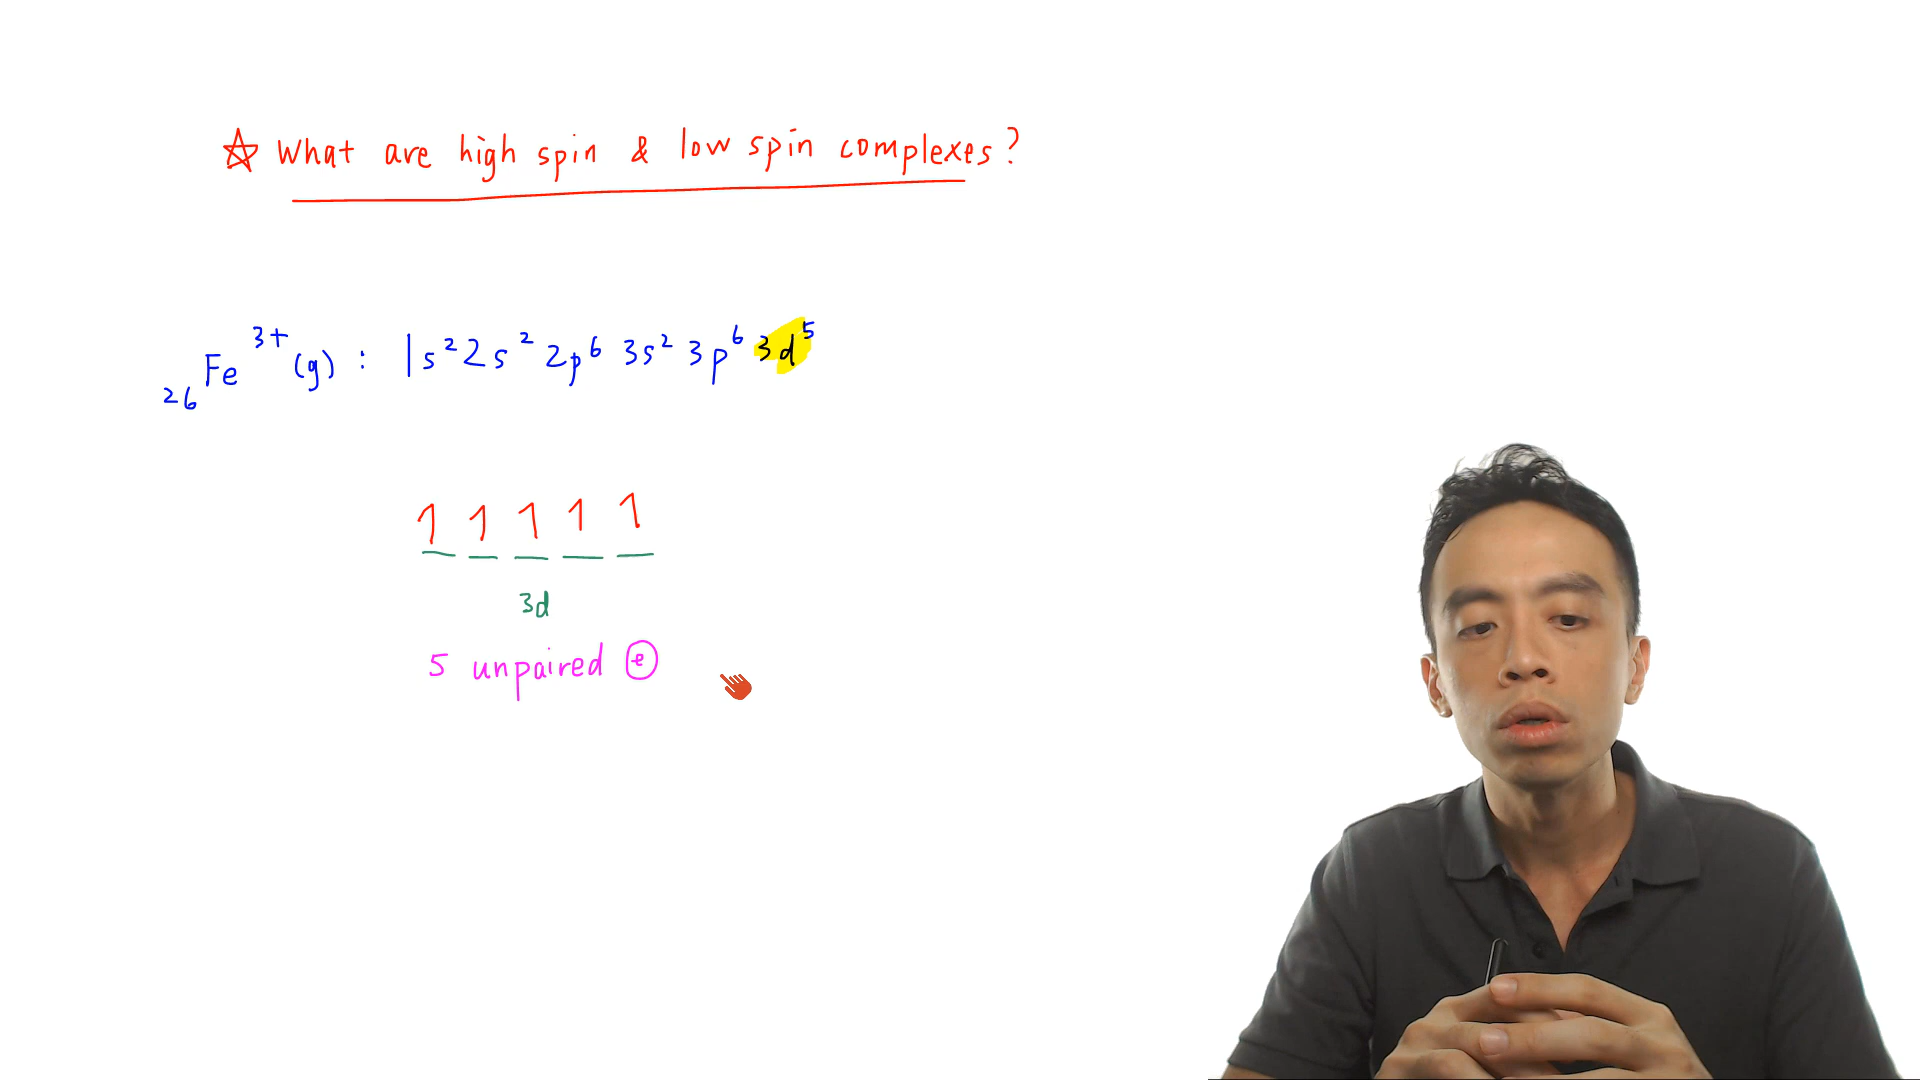 ☆ What are high spin & low spin complexes?
₂₆Fe³⁺(g) : 1s² 2s² 2p⁶ 3s² 3p⁶ 3d⁵
1 1 1 1 1
3d
5 unpaired e